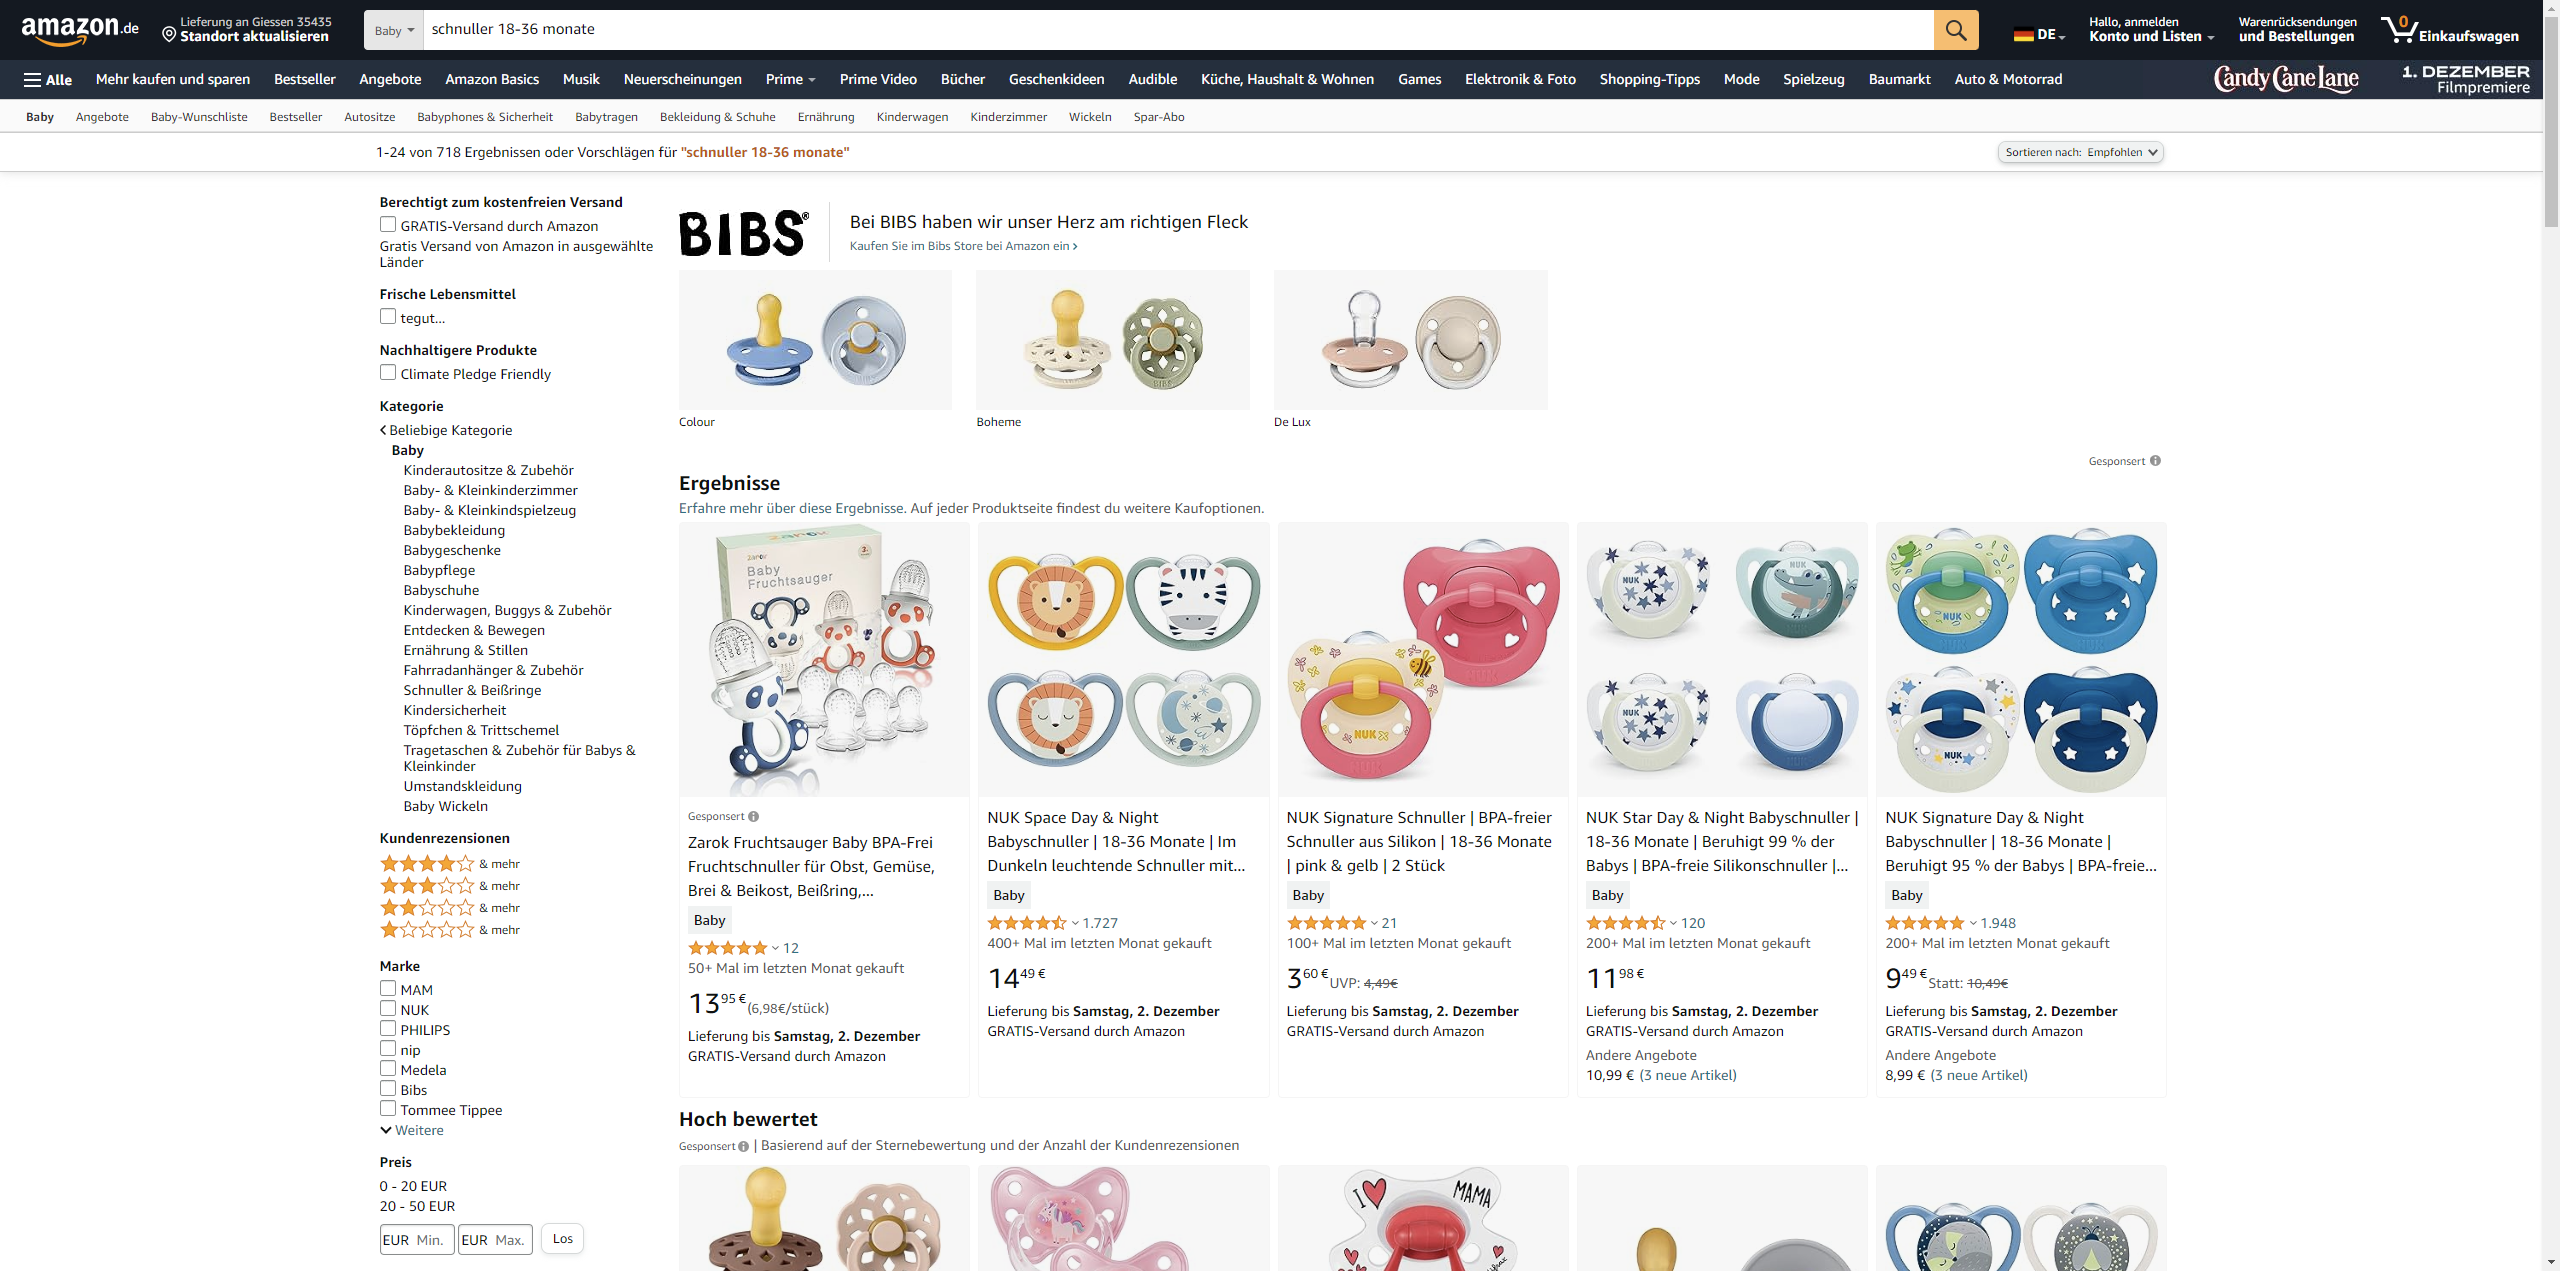 amazon.de
Lieferung an Giessen 35435
Standort aktualisieren
Baby
schnuller 18-36 monate
DE
Hallo, anmelden
Konto und Listen
Warenrücksendungen
und Bestellungen
0
Einkaufswagen
Alle
Mehr kaufen und sparen
Bestseller
Angebote
Amazon Basics
Musik
Neuerscheinungen
Prime
Prime Video
Bücher
Geschenkideen
Audible
Küche, Haushalt & Wohnen
Games
Elektronik & Foto
Shopping-Tipps
Mode
Spielzeug
Baumarkt
Auto & Motorrad
Candy Cane Lane
1. DEZEMBER
Filmpremiere
Baby
Angebote
Baby-Wunschliste
Bestseller
Autositze
Babyphones & Sicherheit
Babytragen
Bekleidung & Schuhe
Ernährung
Kinderwagen
Kinderzimmer
Wickeln
Spar-Abo
1-24 von 718 Ergebnissen oder Vorschlägen für "schnuller 18-36 monate"
Sortieren nach: Empfohlen
Berechtigt zum kostenfreien Versand
GRATIS-Versand durch Amazon
Gratis Versand von Amazon in ausgewählte
Länder
Frische Lebensmittel
tegut...
Nachhaltigere Produkte
Climate Pledge Friendly
Kategorie
Beliebige Kategorie
Baby
Kinderautositze & Zubehör
Baby- & Kleinkinderzimmer
Baby- & Kleinkindspielzeug
Babybekleidung
Babygeschenke
Babypflege
Babyschuhe
Kinderwagen, Buggys & Zubehör
Entdecken & Bewegen
Ernährung & Stillen
Fahrradanhänger & Zubehör
Schnuller & Beißringe
Kindersicherheit
Töpfchen & Trittschemel
Tragetaschen & Zubehör für Babys &
Kleinkinder
Umstandskleidung
Baby Wickeln
Kundenrezensionen
& mehr
& mehr
& mehr
& mehr
Marke
MAM
NUK
PHILIPS
nip
Medela
Bibs
Tommee Tippee
Weitere
Preis
0 - 20 EUR
20 - 50 EUR
EUR Min.
EUR Max.
Los
BIBS®
Bei BIBS haben wir unser Herz am richtigen Fleck
Kaufen Sie im Bibs Store bei Amazon ein ›
BIBS
Colour
Boheme
De Lux
Gesponsert
Ergebnisse
Erfahre mehr über diese Ergebnisse. Auf jeder Produktseite findest du weitere Kaufoptionen.
zarok
Baby
Fruchtsauger
Gesponsert
Zarok Fruchtsauger Baby BPA-Frei
Fruchtschnuller für Obst, Gemüse,
Brei & Beikost, Beißring,...
Baby
12
50+ Mal im letzten Monat gekauft
13 95 € (6,98€/stück)
Lieferung bis Samstag, 2. Dezember
GRATIS-Versand durch Amazon
NUK Space Day & Night
Babyschnuller | 18-36 Monate | Im
Dunkeln leuchtende Schnuller mit...
Baby
1.727
400+ Mal im letzten Monat gekauft
14 49 €
Lieferung bis Samstag, 2. Dezember
GRATIS-Versand durch Amazon
NUK
NUK
NUK
NUK Signature Schnuller | BPA-freier
Schnuller aus Silikon | 18-36 Monate
| pink & gelb | 2 Stück
Baby
21
100+ Mal im letzten Monat gekauft
3 60 € UVP: 4,49€
Lieferung bis Samstag, 2. Dezember
GRATIS-Versand durch Amazon
NUK
NUK
NUK Star Day & Night Babyschnuller |
18-36 Monate | Beruhigt 99 % der
Babys | BPA-freie Silikonschnuller |...
Baby
120
200+ Mal im letzten Monat gekauft
11 98 €
Lieferung bis Samstag, 2. Dezember
GRATIS-Versand durch Amazon
Andere Angebote
10,99 € (3 neue Artikel)
NUK
NUK
NUK Signature Day & Night
Babyschnuller | 18-36 Monate |
Beruhigt 95 % der Babys | BPA-freie...
Baby
1.948
200+ Mal im letzten Monat gekauft
9 49 € Statt: 10,49€
Lieferung bis Samstag, 2. Dezember
GRATIS-Versand durch Amazon
Andere Angebote
8,99 € (3 neue Artikel)
Hoch bewertet
Gesponsert | Basierend auf der Sternebewertung und der Anzahl der Kundenrezensionen
I MAMA